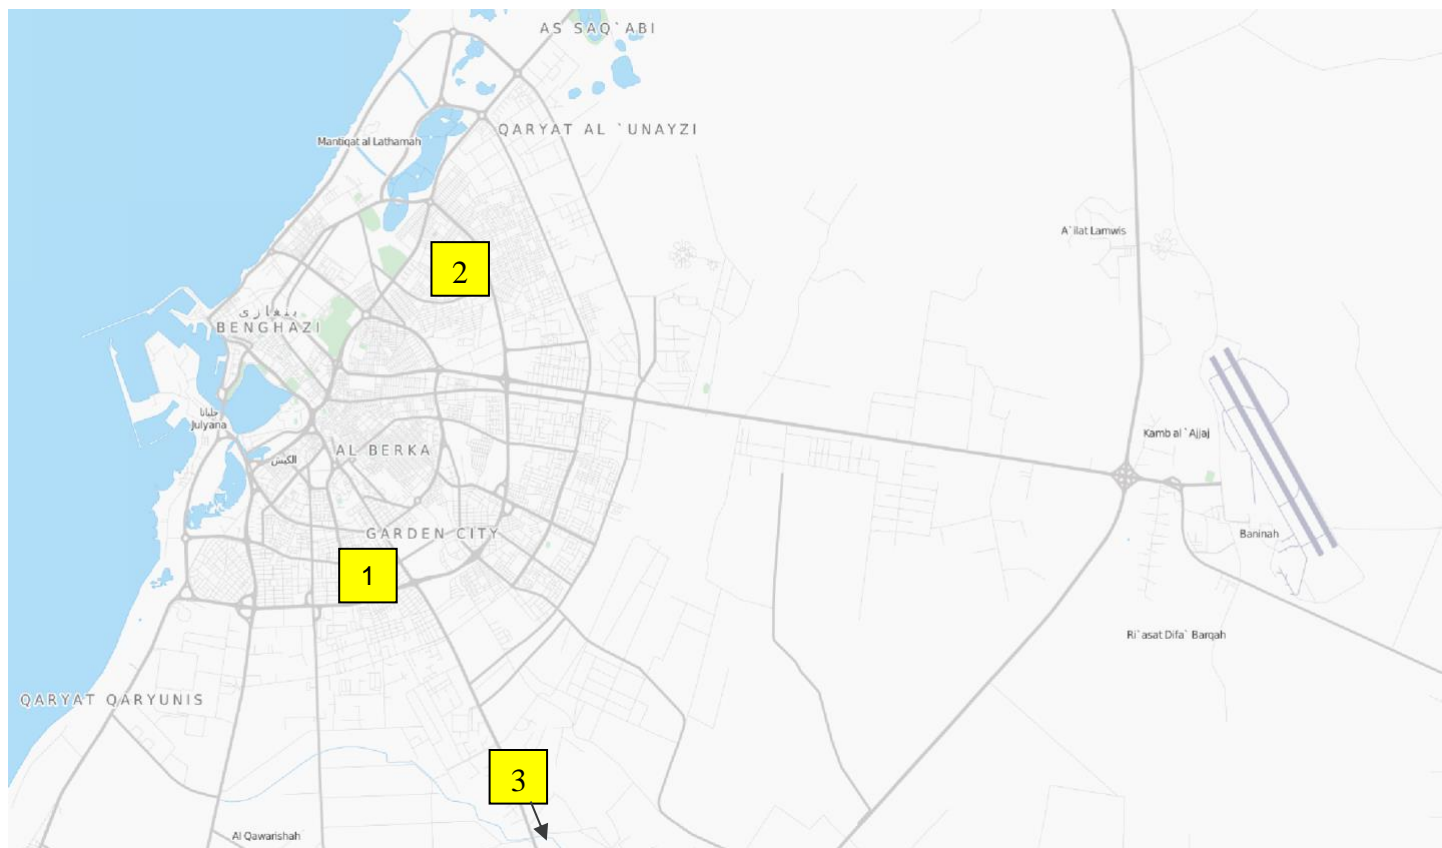 AS SAQ`ABI
QARYAT AL `UNAYZI
Mantiqat al Lathamah
A`ilat Lamwis
2
بنغازي
BENGHAZI
جليانا
Julyana
Kamb al `Ajjaj
AL BERKA
الكيش
GARDEN CITY
Baninah
1
Ri`asat Difa` Barqah
QARYAT QARYUNIS
3
Al Qawarishah